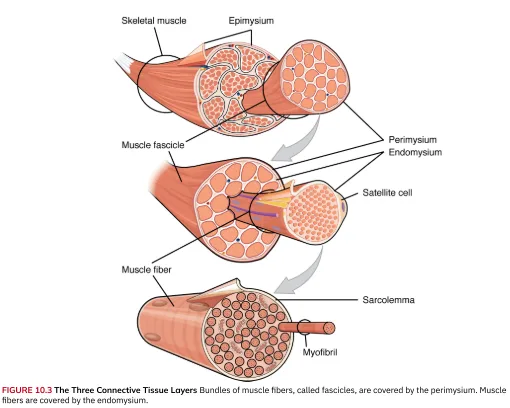 Skeletal muscle
Epimysium
Muscle fascicle
Perimysium
Endomysium
Satellite cell
Muscle fiber
Sarcolemma
Myofibril
FIGURE 10.3 The Three Connective Tissue Layers Bundles of muscle fibers, called fascicles, are covered by the perimysium. Muscle
fibers are covered by the endomysium.